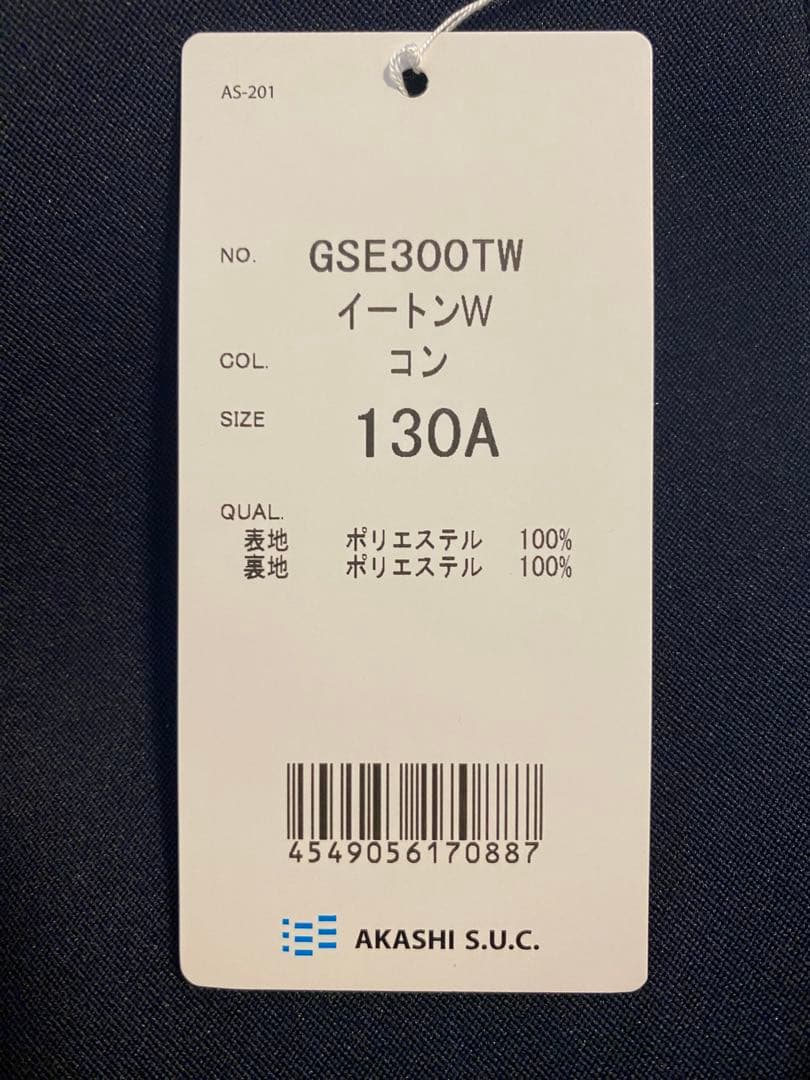 AS-201
NO. GSE300TW
イートンW
COL. コン
SIZE 130A
QUAL.
表地 ポリエステル 100%
裏地 ポリエステル 100%
4549056170887
AKASHI S.U.C.